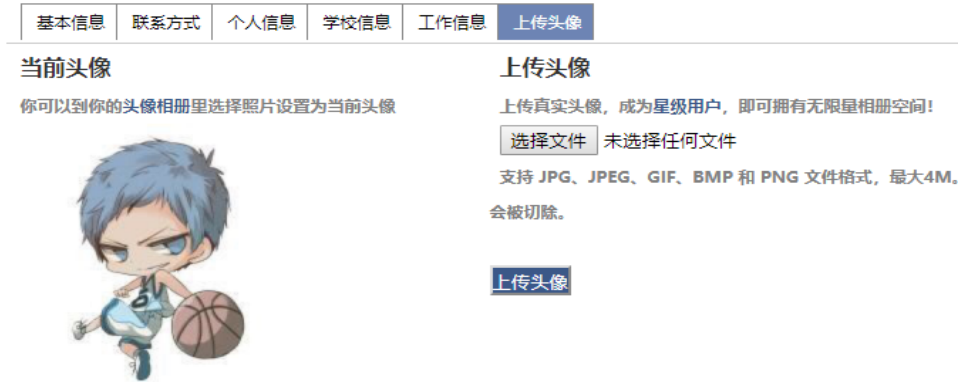 基本信息 联系方式 个人信息 学校信息 工作信息 上传头像
当前头像
你可以到你的头像相册里选择照片设置为当前头像
上传头像
上传真实头像，成为星级用户，即可拥有无限量相册空间！
选择文件 未选择任何文件
支持 JPG、JPEG、GIF、BMP 和 PNG 文件格式，最大4M。
会被切除。
上传头像